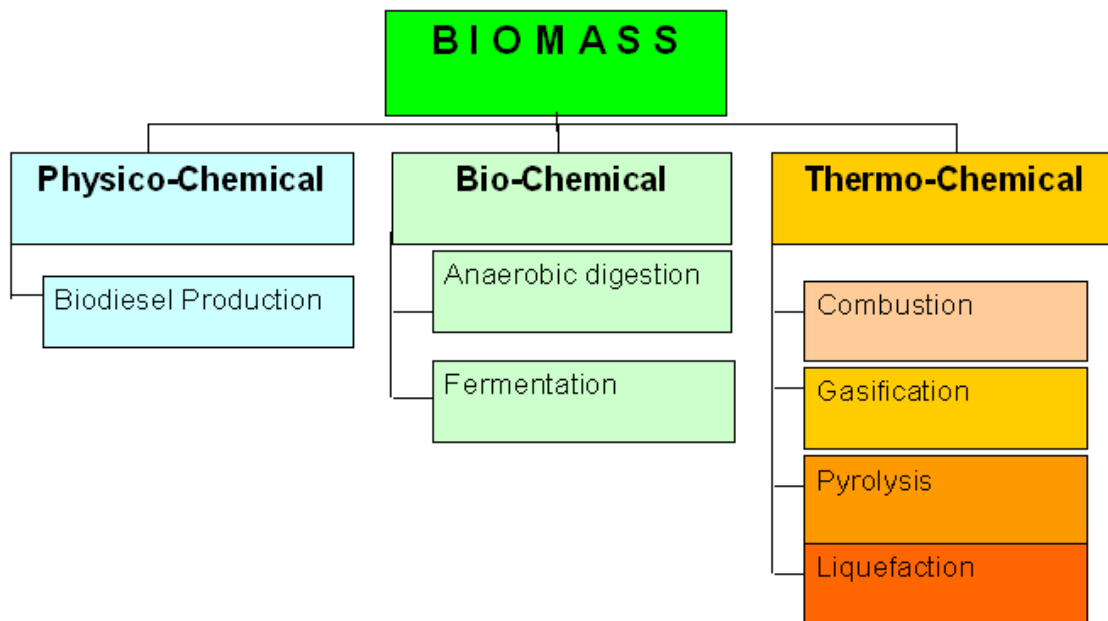 B I O M A S S
Physico-Chemical
Bio-Chemical
Thermo-Chemical
Biodiesel Production
Anaerobic digestion
Fermentation
Combustion
Gasification
Pyrolysis
Liquefaction